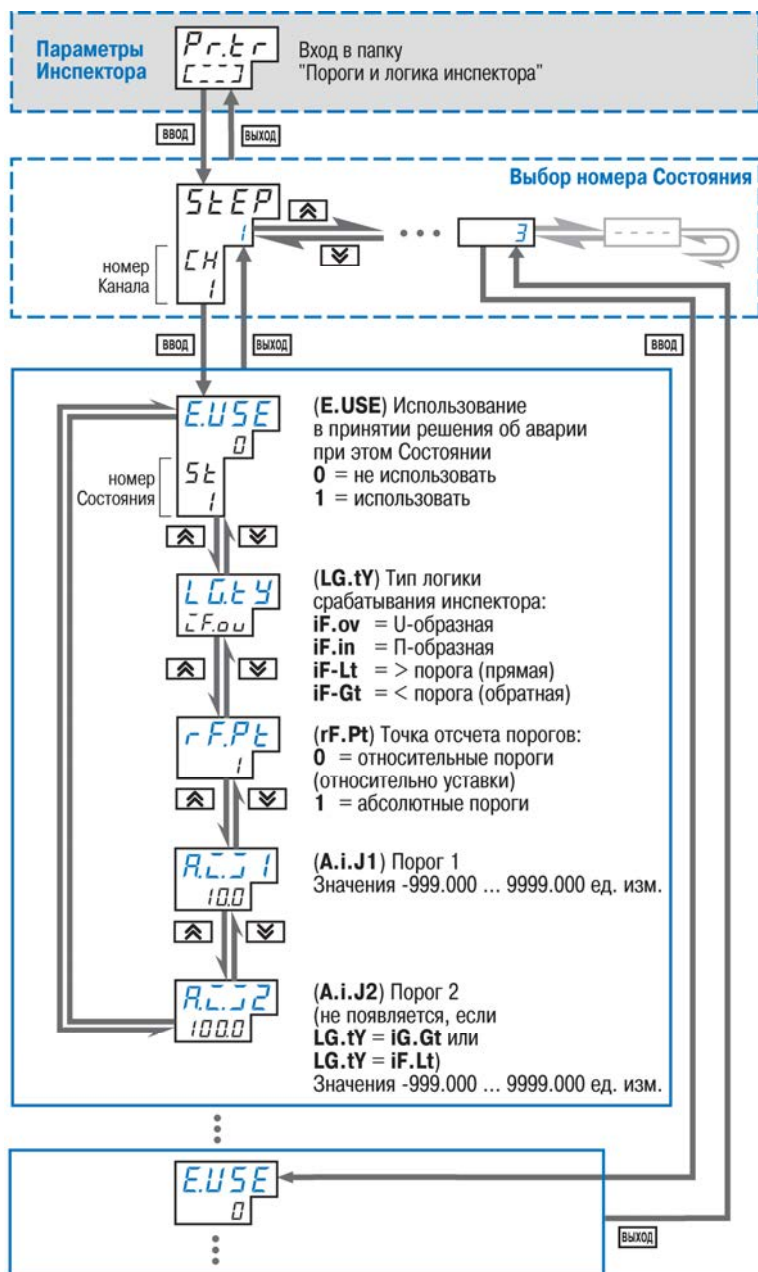 Параметры
Инспектора
Pr.tr
[---]
Вход в папку
"Пороги и логика инспектора"
ВВОД
ВЫХОД
Выбор номера Состояния
StEP
1
...
3
----
номер
Канала
CH
1
ВВОД
ВЫХОД
ВВОД
E.USE
0
номер
Состояния
St
1
(E.USE) Использование
в принятии решения об аварии
при этом Состоянии
0 = не использовать
1 = использовать
LG.tY
iF.ov
(LG.tY) Тип логики
срабатывания инспектора:
iF.ov = U-образная
iF.in = П-образная
iF-Lt = > порога (прямая)
iF-Gt = < порога (обратная)
rF.Pt
1
(rF.Pt) Точка отсчета порогов:
0 = относительные пороги
(относительно уставки)
1 = абсолютные пороги
A.i.J1
10.0
(A.i.J1) Порог 1
Значения -999.000 ... 9999.000 ед. изм.
A.i.J2
100.0
(A.i.J2) Порог 2
(не появляется, если
LG.tY = iG.Gt или
LG.tY = iF.Lt)
Значения -999.000 ... 9999.000 ед. изм.
E.USE
0
ВЫХОД